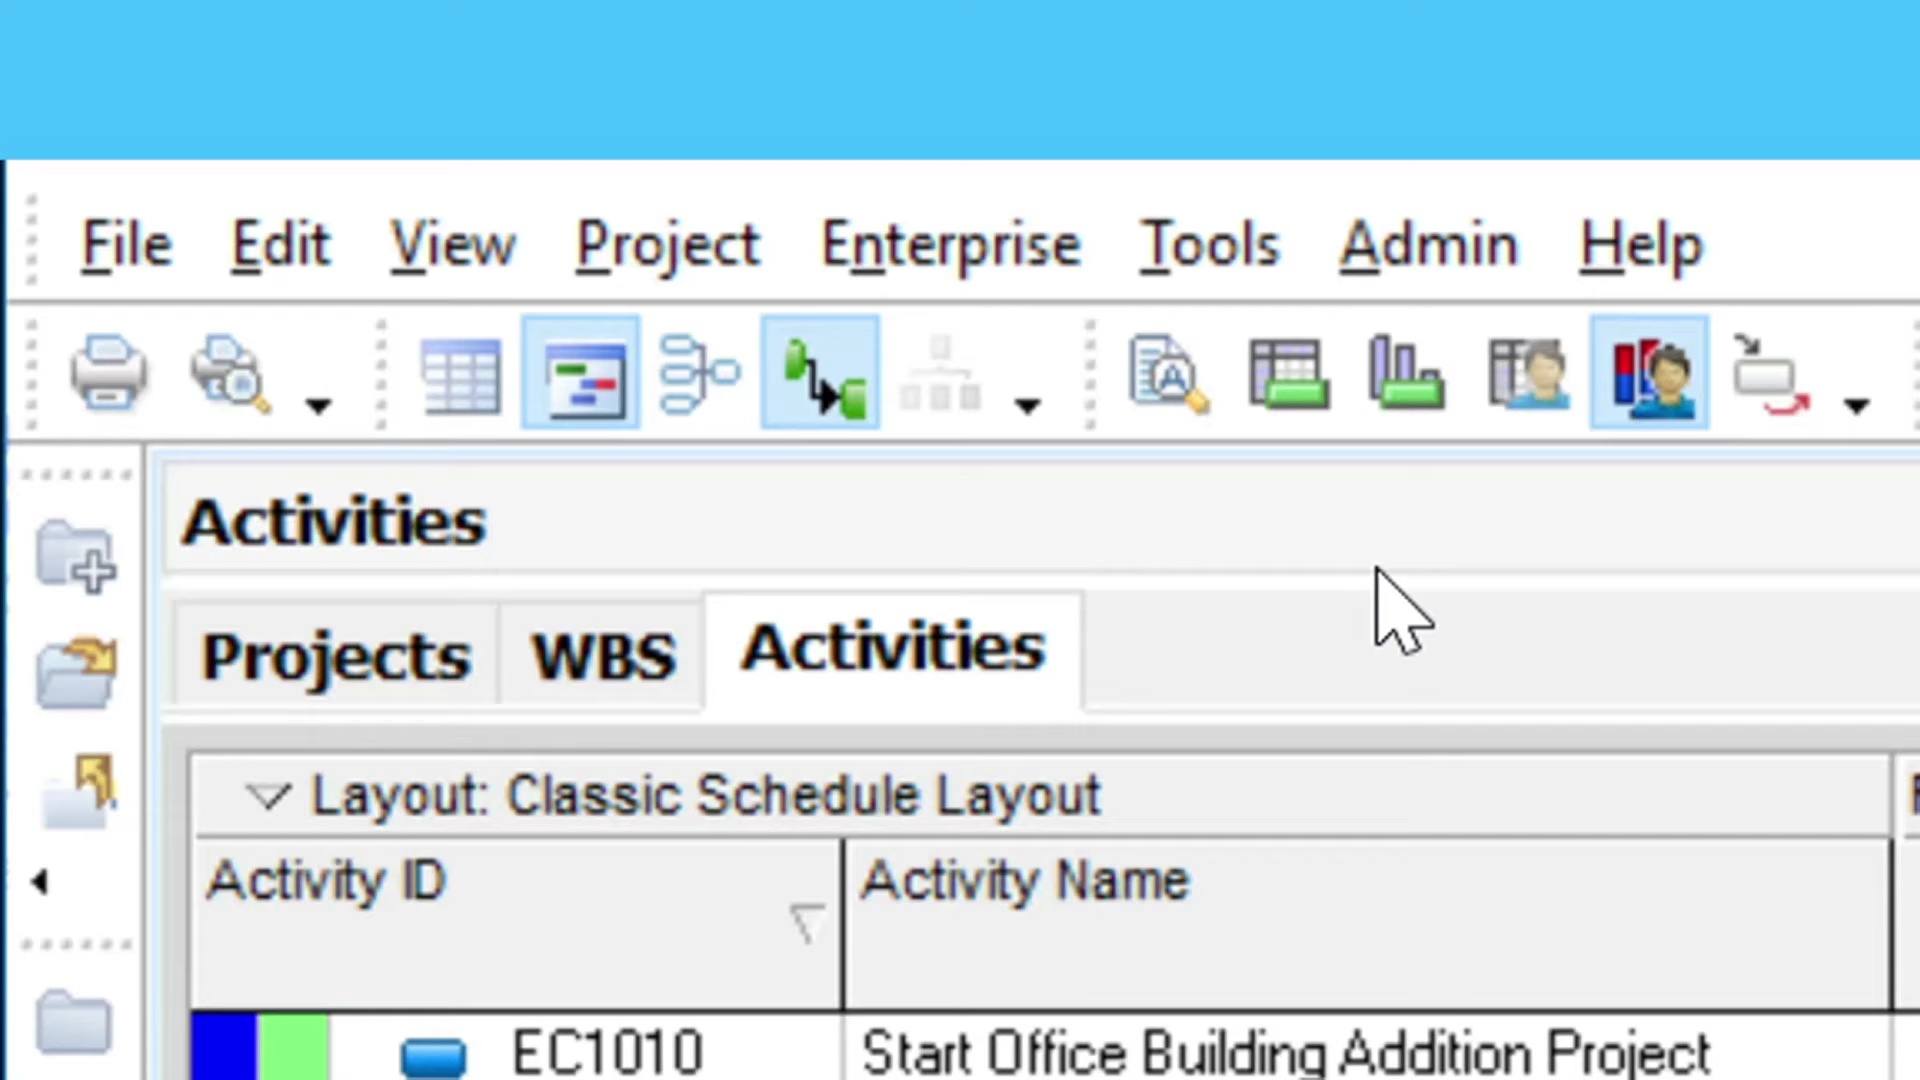 File Edit View Project Enterprise Tools Admin Help
Activities
Projects WBS Activities
Layout: Classic Schedule Layout
Activity ID Activity Name
EC1010 Start Office Building Addition Project